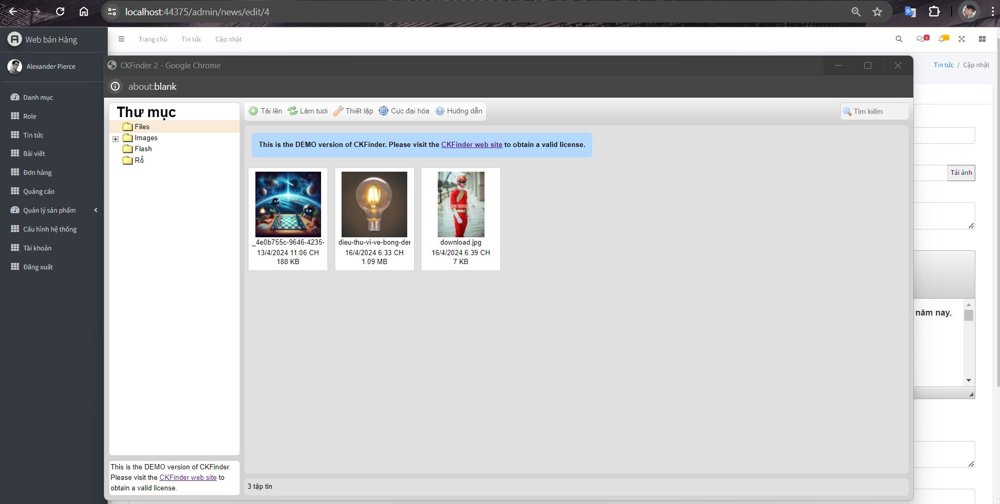 localhost:44375/admin/news/edit/4
Web bán Hàng
Trang chủ
Tin tức
Cập nhật
3
15
Alexander Pierce
Tin tức / Cập nhật
Danh mục
Role
Tin tức
Bài viết
Đơn hàng
Quảng cáo
Quản lý sản phẩm
Cấu hình hệ thống
Tài khoản
Đăng xuất
CKFinder 2 - Google Chrome
about:blank
Thư mục
Files
Images
Flash
Rổ
Tải lên
Làm tươi
Thiết lập
Cực đại hóa
Hướng dẫn
Tìm kiếm
This is the DEMO version of CKFinder. Please visit the CKFinder web site to obtain a valid license.
_4e0b755c-9646-4235-
13/4/2024 11:06 CH
188 KB
dieu-thu-vi-ve-bong-den
16/4/2024 6:33 CH
1.09 MB
download.jpg
16/4/2024 6:39 CH
7 KB
Tải ảnh
năm nay.
This is the DEMO version of CKFinder.
Please visit the CKFinder web site to
obtain a valid license.
3 tập tin